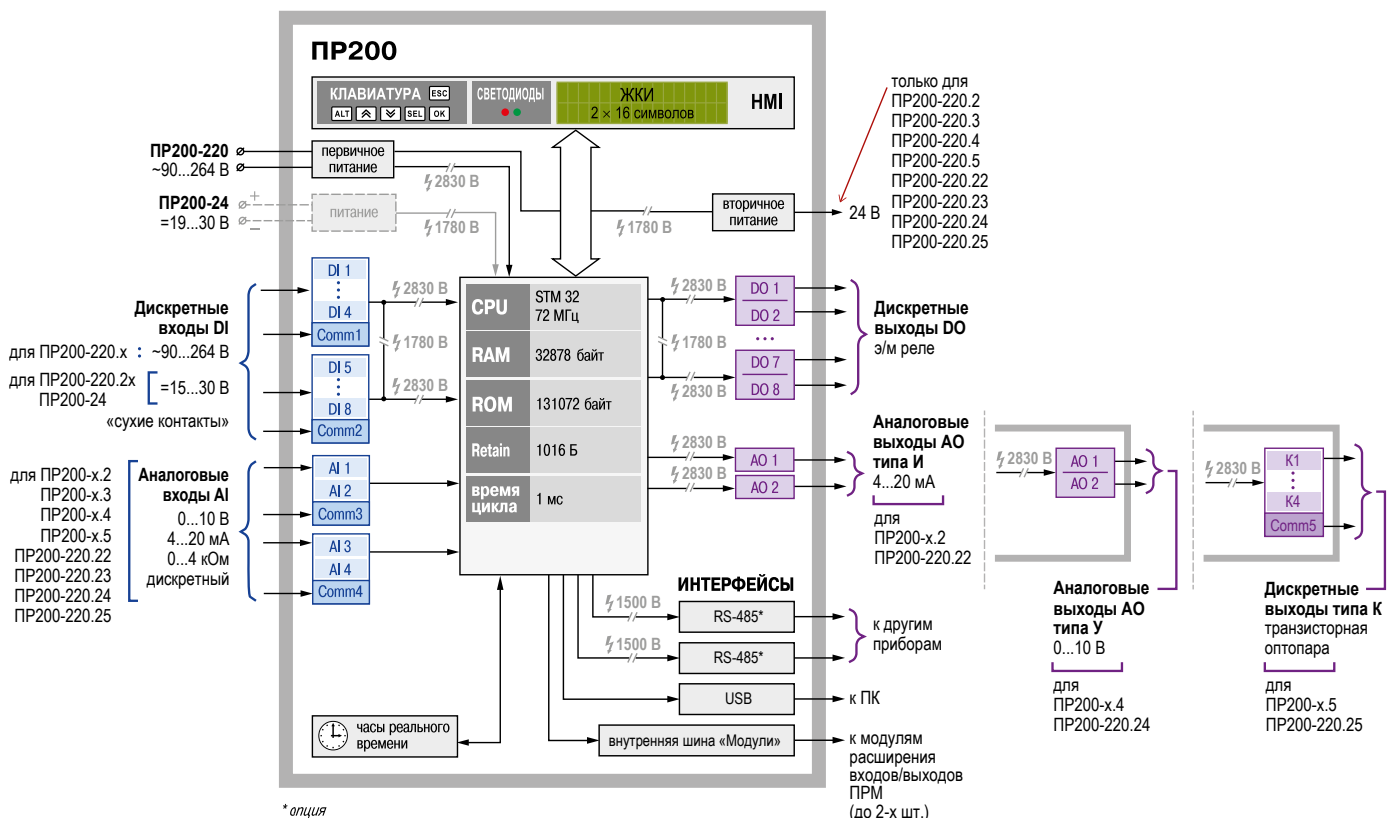 ПР200
КЛАВИАТУРА ESC
ALT SEL OK
СВЕТОДИОДЫ
ЖКИ
2 × 16 символов
HMI
только для
ПР200-220.2
ПР200-220.3
ПР200-220.4
ПР200-220.5
ПР200-220.22
ПР200-220.23
ПР200-220.24
ПР200-220.25
ПР200-220
~90...264 В
первичное
питание
2830 В
ПР200-24
=19...30 В
+
–
питание
1780 В
1780 В
вторичное
питание
24 В
Дискретные
входы DI
для ПР200-220.x : ~90...264 В
для ПР200-220.2x
ПР200-24
=15...30 В
«сухие контакты»
DI 1
DI 4
Comm1
DI 5
DI 8
Comm2
2830 В
1780 В
2830 В
для ПР200-x.2
ПР200-x.3
ПР200-x.4
ПР200-x.5
ПР200-220.22
ПР200-220.23
ПР200-220.24
ПР200-220.25
Аналоговые
входы AI
0...10 В
4...20 мА
0...4 кОм
дискретный
AI 1
AI 2
Comm3
AI 3
AI 4
Comm4
CPU
STM 32
72 МГц
RAM
32878 байт
ROM
131072 байт
Retain
1016 Б
время
цикла
1 мс
2830 В
1780 В
2830 В
DO 1
DO 2
...
DO 7
DO 8
Дискретные
выходы DO
э/м реле
2830 В
2830 В
AO 1
AO 2
Аналоговые
выходы АО
типа И
4...20 мА
для
ПР200-x.2
ПР200-220.22
2830 В
AO 1
AO 2
Аналоговые
выходы АО
типа У
0...10 В
для
ПР200-x.4
ПР200-220.24
2830 В
K1
K4
Comm5
Дискретные
выходы типа К
транзисторная
оптопара
для
ПР200-x.5
ПР200-220.25
ИНТЕРФЕЙСЫ
1500 В
RS-485*
1500 В
RS-485*
к другим
приборам
USB
к ПК
внутренняя шина «Модули»
к модулям
расширения
входов/выходов
ПРМ
(до 2-х шт.)
часы реального
времени
* опция